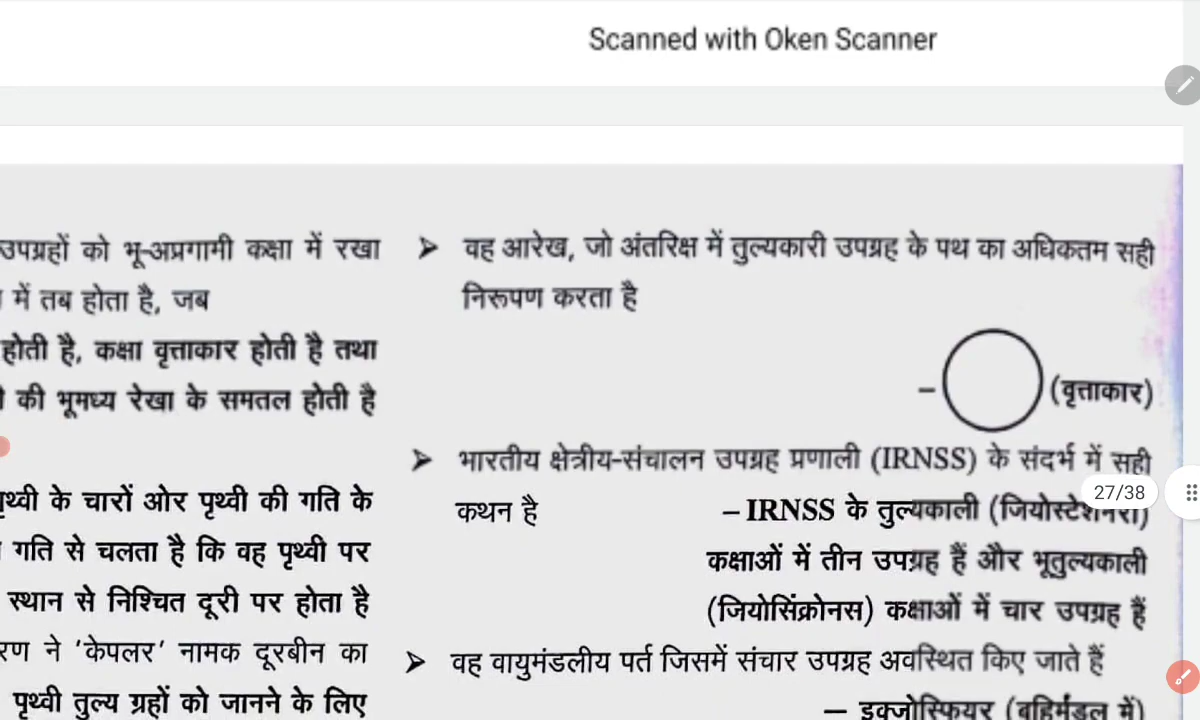 Scanned with Oken Scanner
उपग्रहों को भू-अप्रगामी कक्षा में रखा
में तब होता है, जब
होती है, कक्षा वृत्ताकार होती है तथा
की भूमध्य रेखा के समतल होती है
के चारों ओर पृथ्वी की गति के
गति से चलता है कि वह पृथ्वी पर
स्थान से निश्चित दूरी पर होता है
ने ‘केपलर’ नामक दूरबीन का
पृथ्वी तुल्य ग्रहों को जानने के लिए
➢ वह आरेख, जो अंतरिक्ष में तुल्यकारी उपग्रह के पथ का अधिकतम सही
निरूपण करता है
– (वृत्ताकार)
➢ भारतीय क्षेत्रीय-संचालन उपग्रह प्रणाली (IRNSS) के संदर्भ में सही
कथन है – IRNSS के तुल्यकाली (जियोस्टेशनरी)
कक्षाओं में तीन उपग्रह हैं और भूतुल्यकाली
(जियोसिंक्रोनस) कक्षाओं में चार उपग्रह हैं
➢ वह वायुमंडलीय पर्त जिसमें संचार उपग्रह अवस्थित किए जाते हैं
– इक्जोस्फियर (बहिर्मंडल में)
27/38